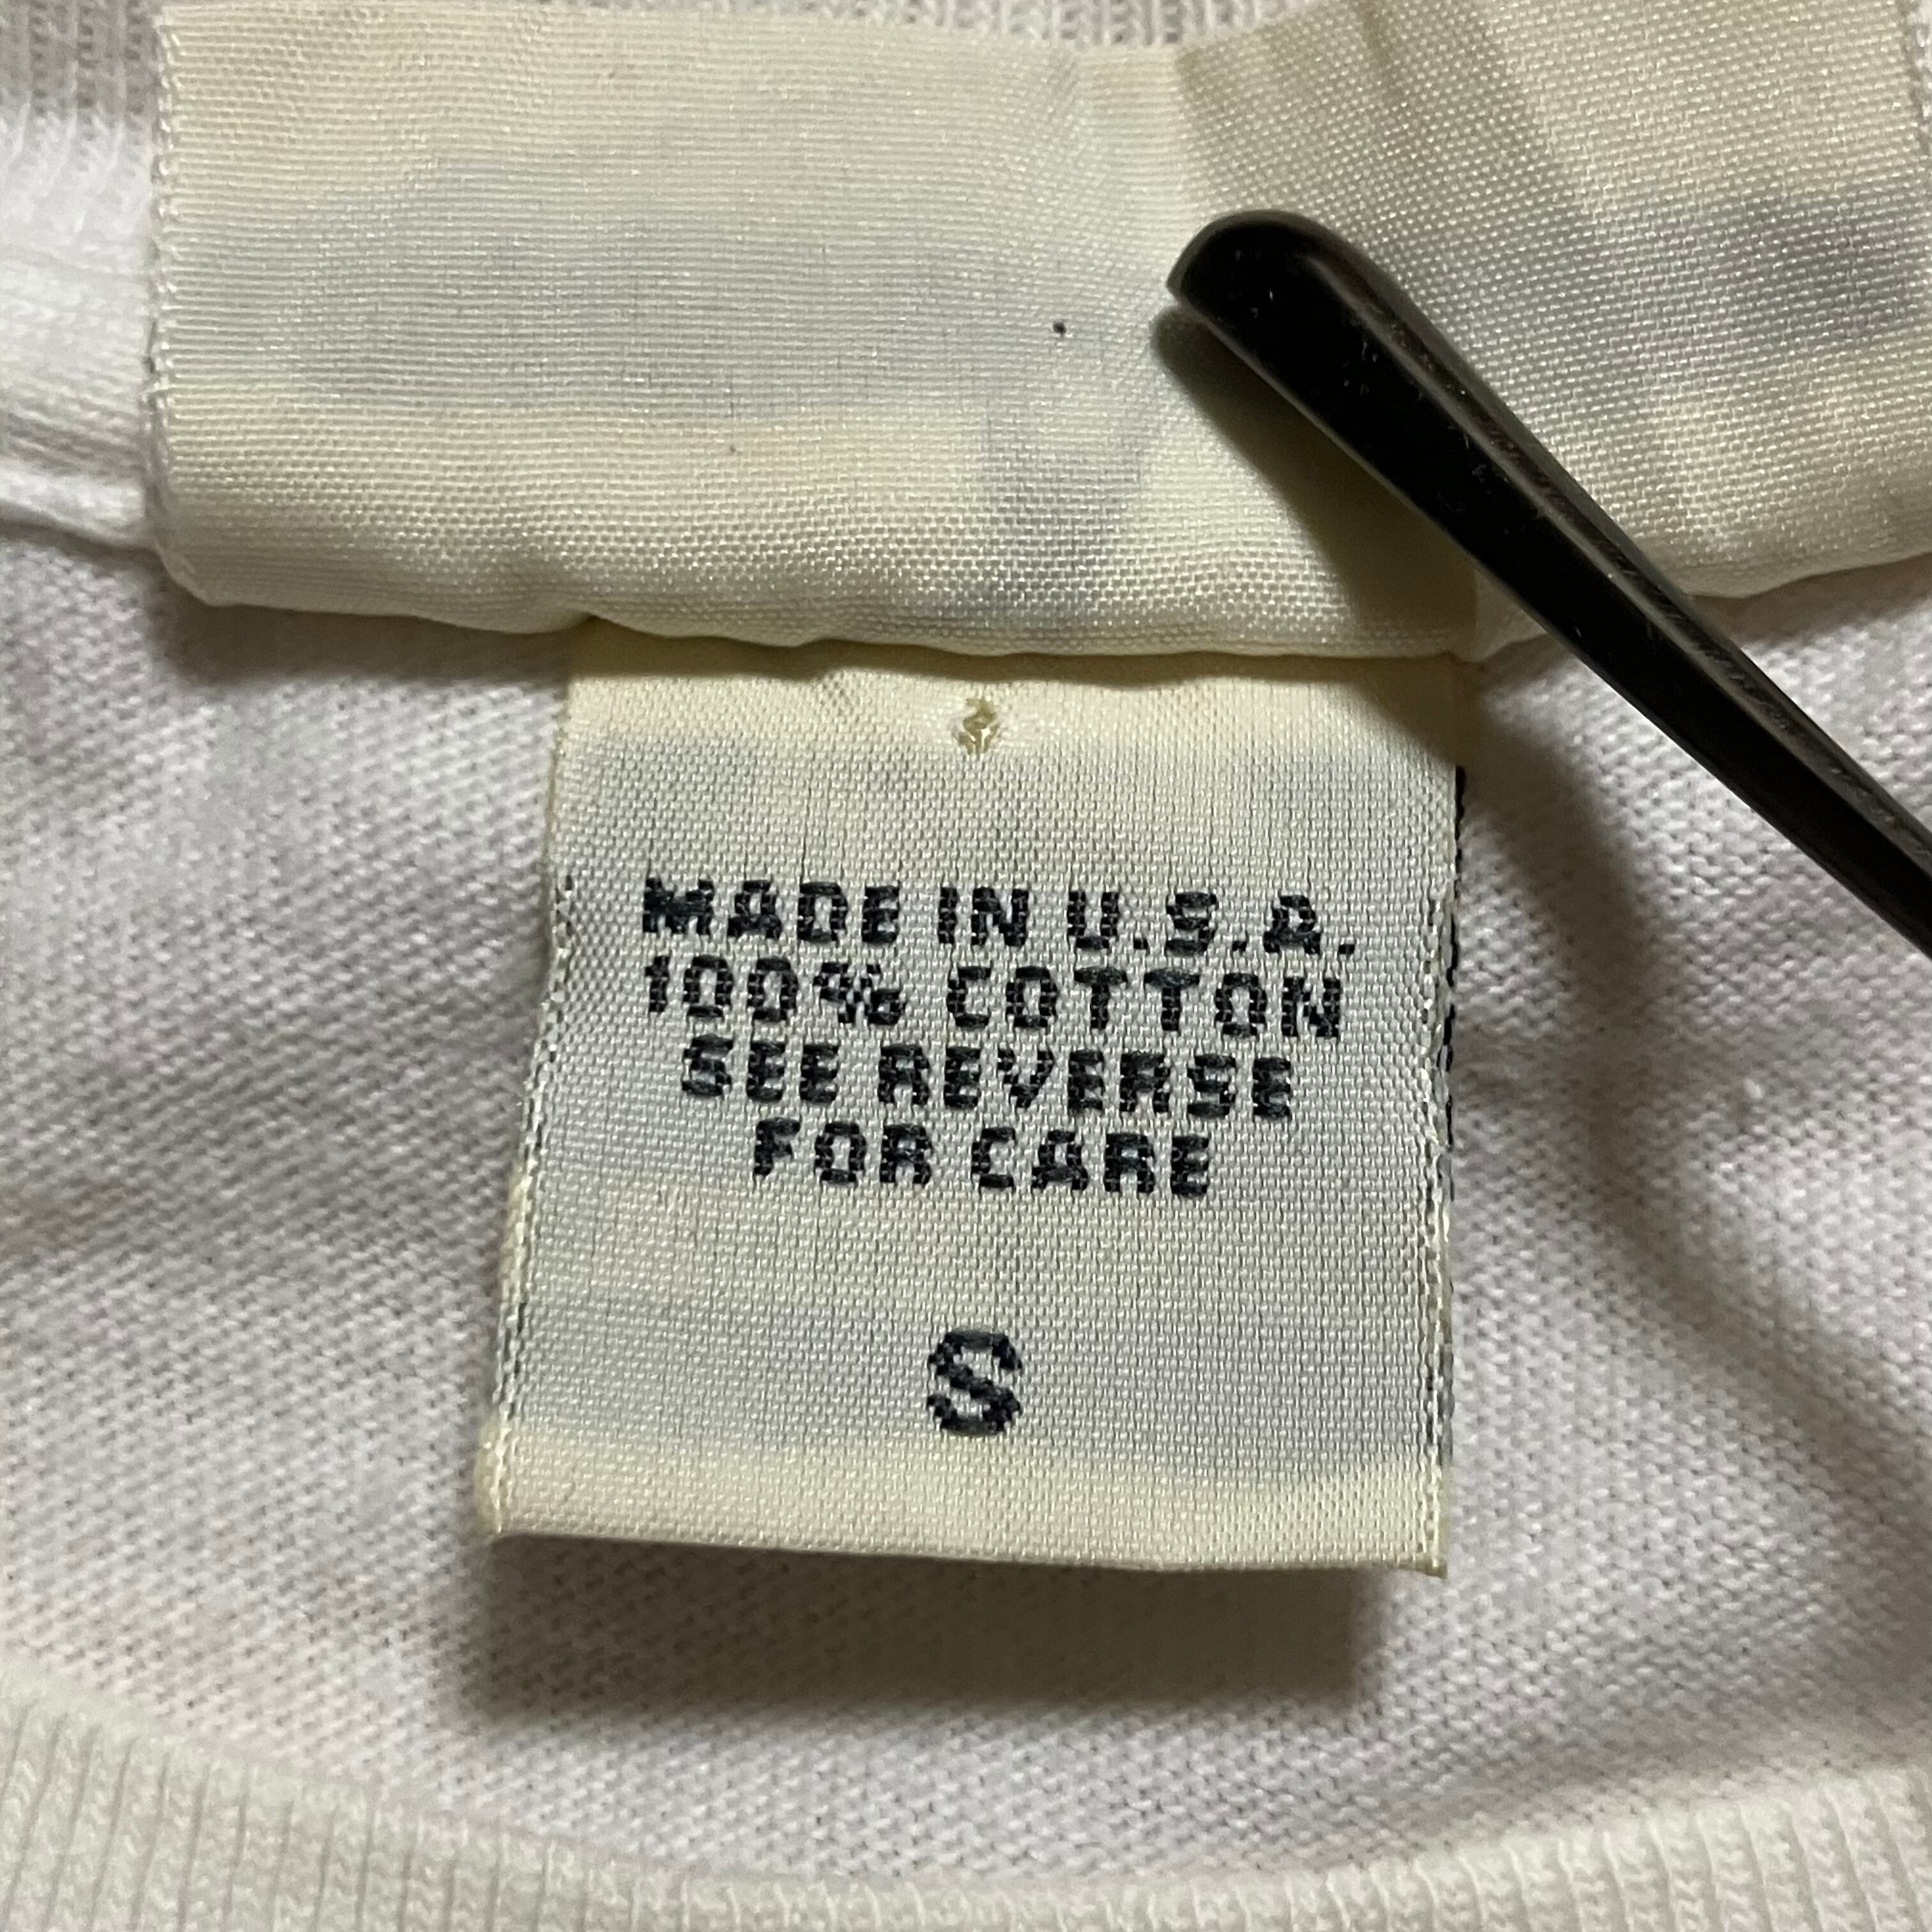 MADE IN U.S.A.
100% COTTON
SEE REVERSE
FOR CARE
S